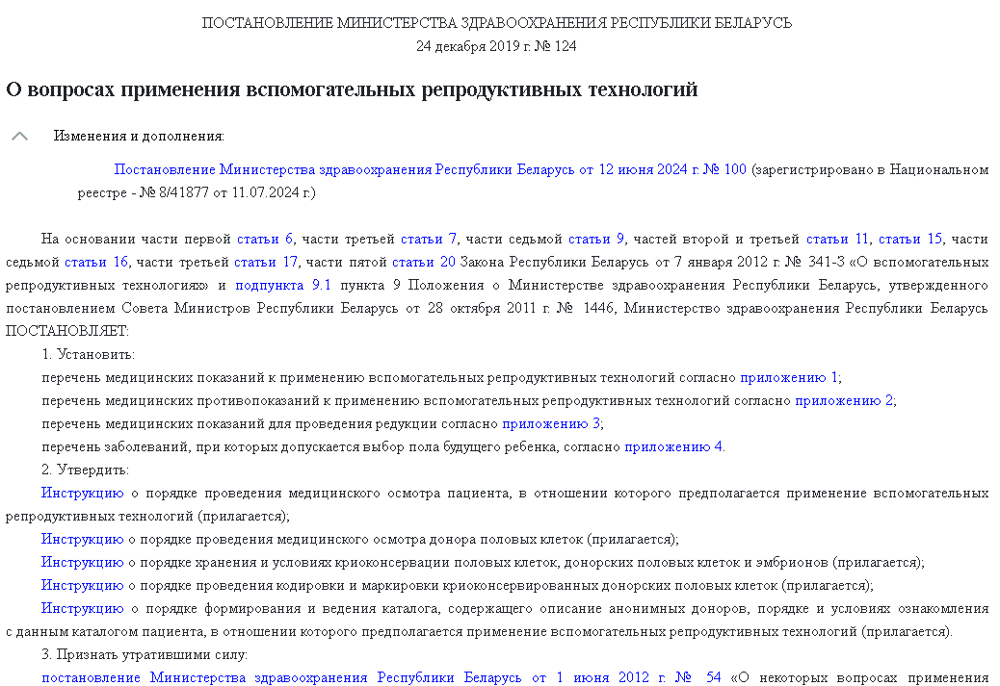 ПОСТАНОВЛЕНИЕ МИНИСТЕРСТВА ЗДРАВООХРАНЕНИЯ РЕСПУБЛИКИ БЕЛАРУСЬ
24 декабря 2019 г. № 124
О вопросах применения вспомогательных репродуктивных технологий
Изменения и дополнения:
Постановление Министерства здравоохранения Республики Беларусь от 12 июня 2024 г. № 100 (зарегистрировано в Национальном
реестре - № 8/41877 от 11.07.2024 г.)
На основании части первой статьи 6, части третьей статьи 7, части седьмой статьи 9, частей второй и третьей статьи 11, статьи 15, части
седьмой статьи 16, части третьей статьи 17, части пятой статьи 20 Закона Республики Беларусь от 7 января 2012 г. № 341-З «О вспомогательных
репродуктивных технологиях» и подпункта 9.1 пункта 9 Положения о Министерстве здравоохранения Республики Беларусь, утвержденного
постановлением Совета Министров Республики Беларусь от 28 октября 2011 г. № 1446, Министерство здравоохранения Республики Беларусь
ПОСТАНОВЛЯЕТ:
1. Установить:
перечень медицинских показаний к применению вспомогательных репродуктивных технологий согласно приложению 1;
перечень медицинских противопоказаний к применению вспомогательных репродуктивных технологий согласно приложению 2;
перечень медицинских показаний для проведения редукции согласно приложению 3;
перечень заболеваний, при которых допускается выбор пола будущего ребенка, согласно приложению 4.
2. Утвердить:
Инструкцию о порядке проведения медицинского осмотра пациента, в отношении которого предполагается применение вспомогательных
репродуктивных технологий (прилагается);
Инструкцию о порядке проведения медицинского осмотра донора половых клеток (прилагается);
Инструкцию о порядке хранения и условиях криоконсервации половых клеток, донорских половых клеток и эмбрионов (прилагается);
Инструкцию о порядке проведения кодировки и маркировки криоконсервированных донорских половых клеток (прилагается);
Инструкцию о порядке формирования и ведения каталога, содержащего описание анонимных доноров, порядке и условиях ознакомления
с данным каталогом пациента, в отношении которого предполагается применение вспомогательных репродуктивных технологий (прилагается).
3. Признать утратившими силу:
постановление Министерства здравоохранения Республики Беларусь от 1 июня 2012 г. № 54 «О некоторых вопросах применения